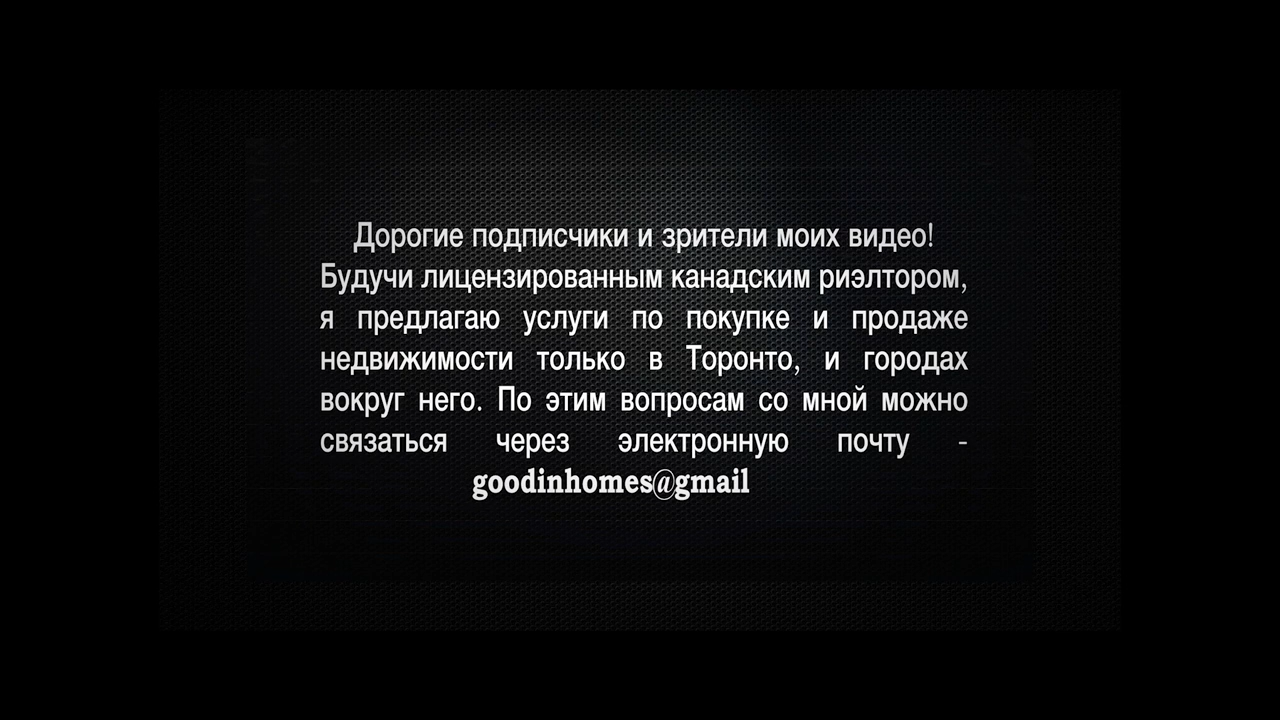 Дорогие подписчики и зрители моих видео!
Будучи лицензированным канадским риэлтором,
я предлагаю услуги по покупке и продаже
недвижимости только в Торонто, и городах
вокруг него. По этим вопросам со мной можно
связаться через электронную почту -
goodinhomes@gmail